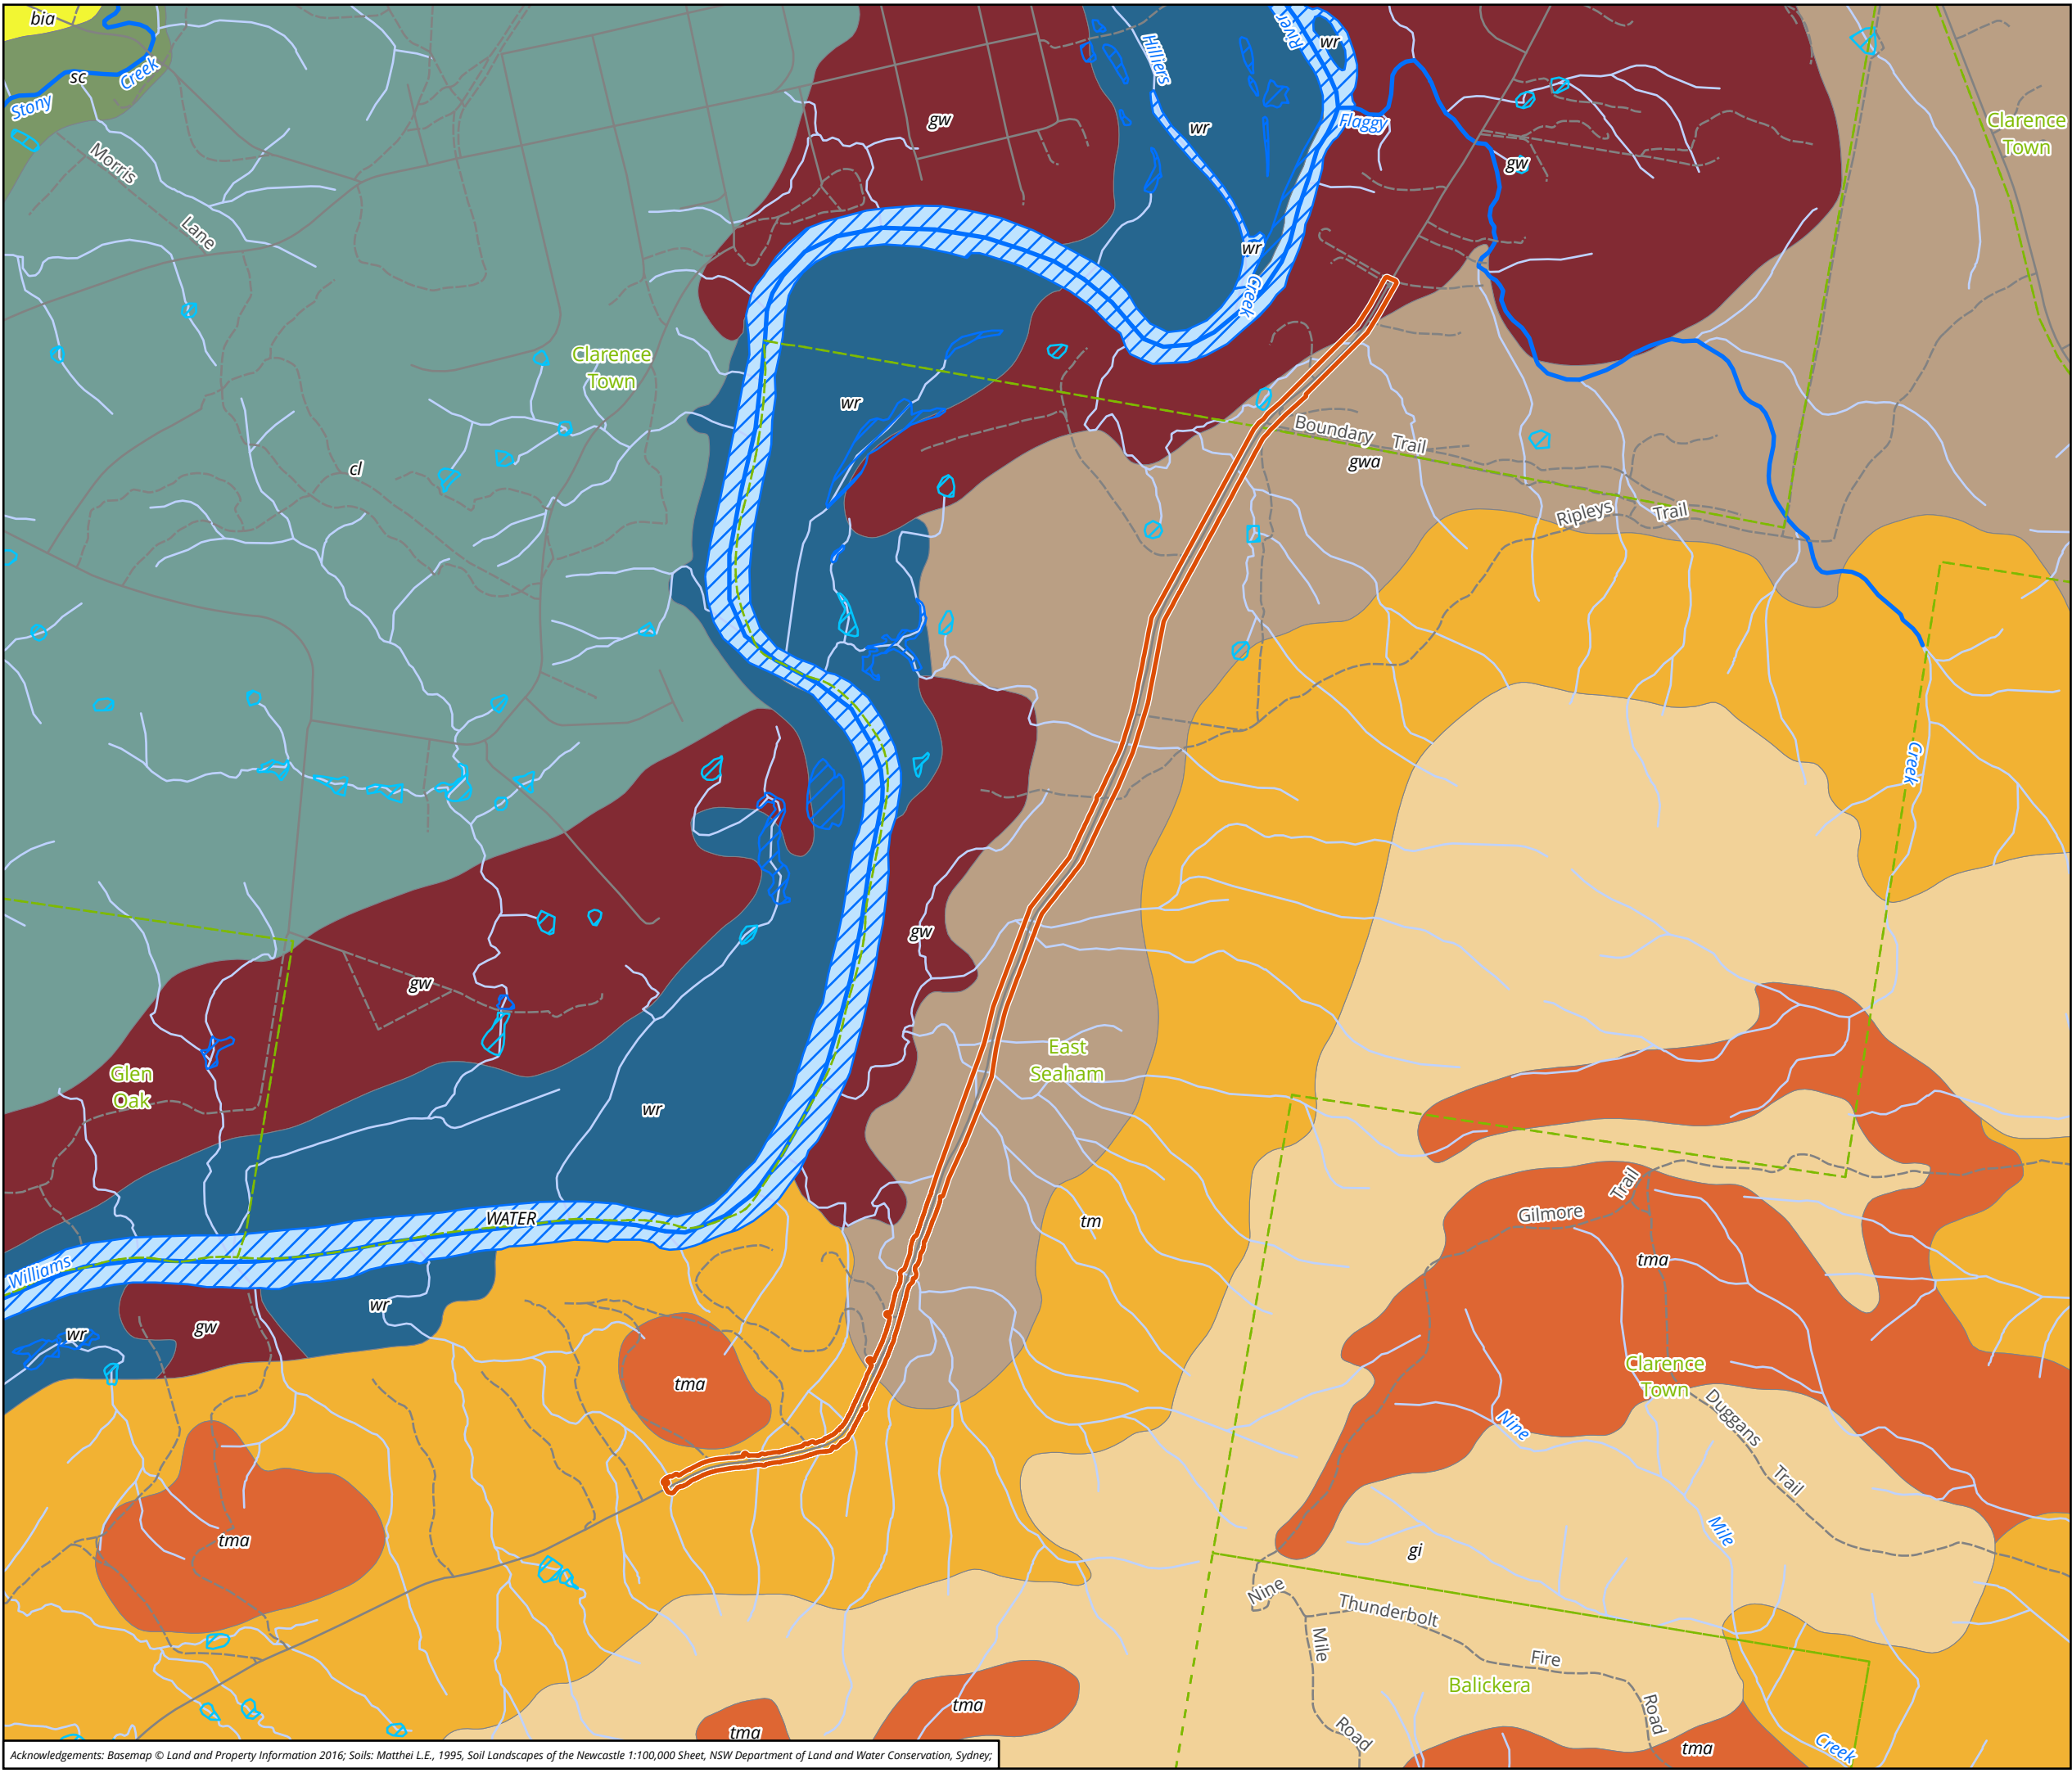 bia
sc
Stony
Creek
Morris
Lane
gw
Hilliers
wr
River
wr
Flaggy
gw
Clarence
Town
wr
Creek
Clarence
Town
wr
cl
Boundary
Trail
gwa
Ripleys
Trail
Creek
gw
gw
East
Seaham
Glen
Oak
wr
WATER
tm
Gilmore
Trail
tma
Williams
wr
wr
gw
tma
Clarence
Town
Duggans
Trail
Nine
Mile
tma
gi
Nine
Mile
Road
Thunderbolt
Fire
Road
Balickera
tma
tma
tma
Creek
Acknowledgements: Basemap © Land and Property Information 2016; Soils: Matthei L.E., 1995, Soil Landscapes of the Newcastle 1:100,000 Sheet, NSW Department of Land and Water Conservation, Sydney;